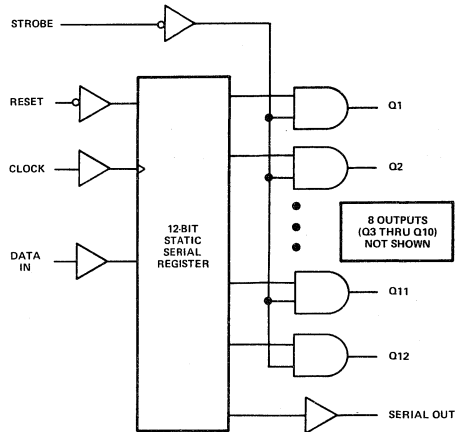 STROBE
RESET
CLOCK
DATA
IN
12-BIT
STATIC
SERIAL
REGISTER
Q1
Q2
8 OUTPUTS
(Q3 THRU Q10)
NOT SHOWN
Q11
Q12
SERIAL OUT